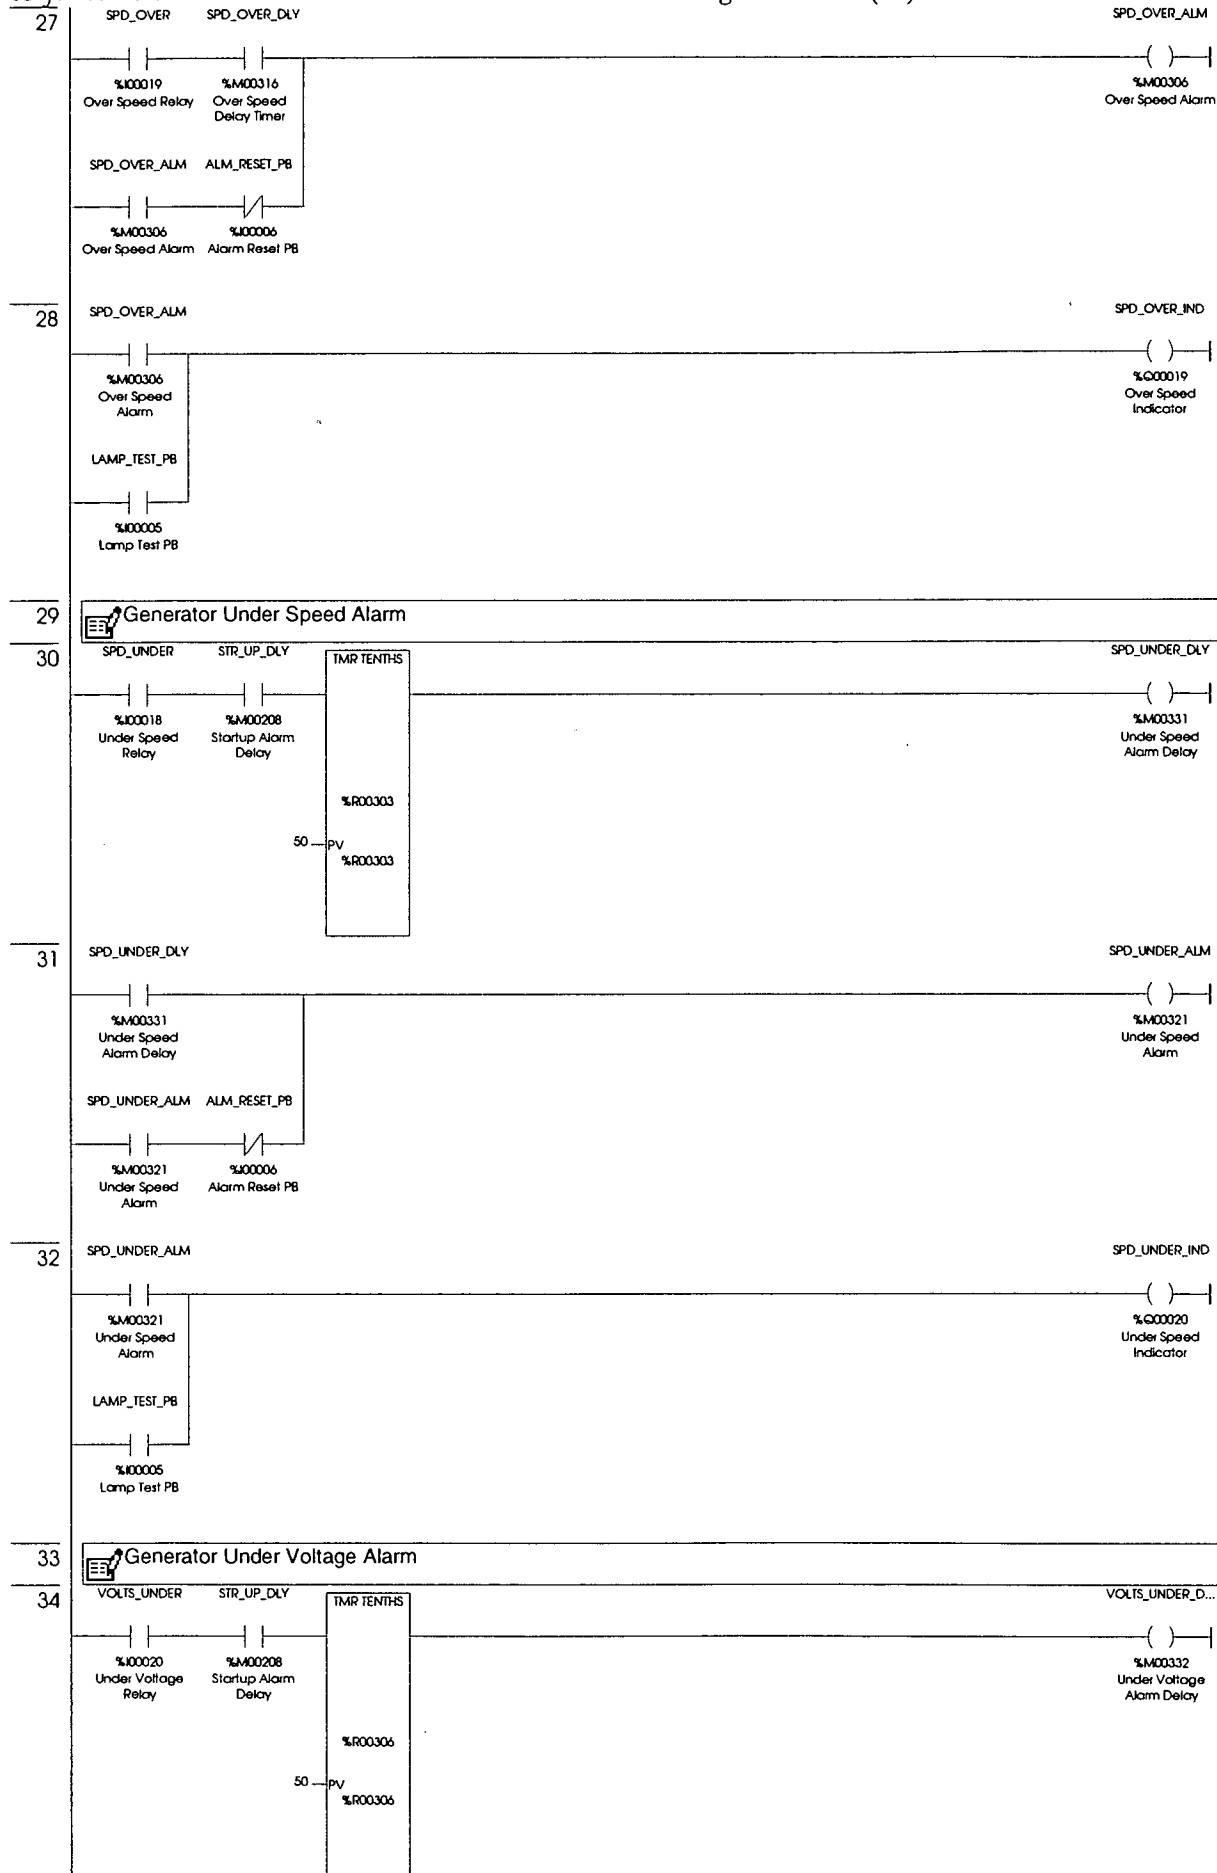 27
SPD_OVER SPD_OVER_DLY SPD_OVER_ALM
%I00019 %M00316 %M00306
Over Speed Relay Over Speed Over Speed Alarm
Delay Timer
SPD_OVER_ALM ALM_RESET_PB
%M00306 %I00006
Over Speed Alarm Alarm Reset PB
28
SPD_OVER_ALM SPD_OVER_IND
%M00306 %Q00019
Over Speed Over Speed
Alarm Indicator
LAMP_TEST_PB
%I00005
Lamp Test PB
29
Generator Under Speed Alarm
30
SPD_UNDER STR_UP_DLY TMR TENTHS SPD_UNDER_DLY
%I00018 %M00208 %M00331
Under Speed Startup Alarm Under Speed
Relay Delay Alarm Delay
%R00303
50 PV
%R00303
31
SPD_UNDER_DLY SPD_UNDER_ALM
%M00331 %M00321
Under Speed Under Speed
Alarm Delay Alarm
SPD_UNDER_ALM ALM_RESET_PB
%M00321 %I00006
Under Speed Alarm Reset PB
Alarm
32
SPD_UNDER_ALM SPD_UNDER_IND
%M00321 %Q00020
Under Speed Under Speed
Alarm Indicator
LAMP_TEST_PB
%I00005
Lamp Test PB
33
Generator Under Voltage Alarm
34
VOLTS_UNDER STR_UP_DLY TMR TENTHS VOLTS_UNDER_D...
%I00020 %M00208 %M00332
Under Voltage Startup Alarm Under Voltage
Relay Delay Alarm Delay
%R00306
50 PV
%R00306